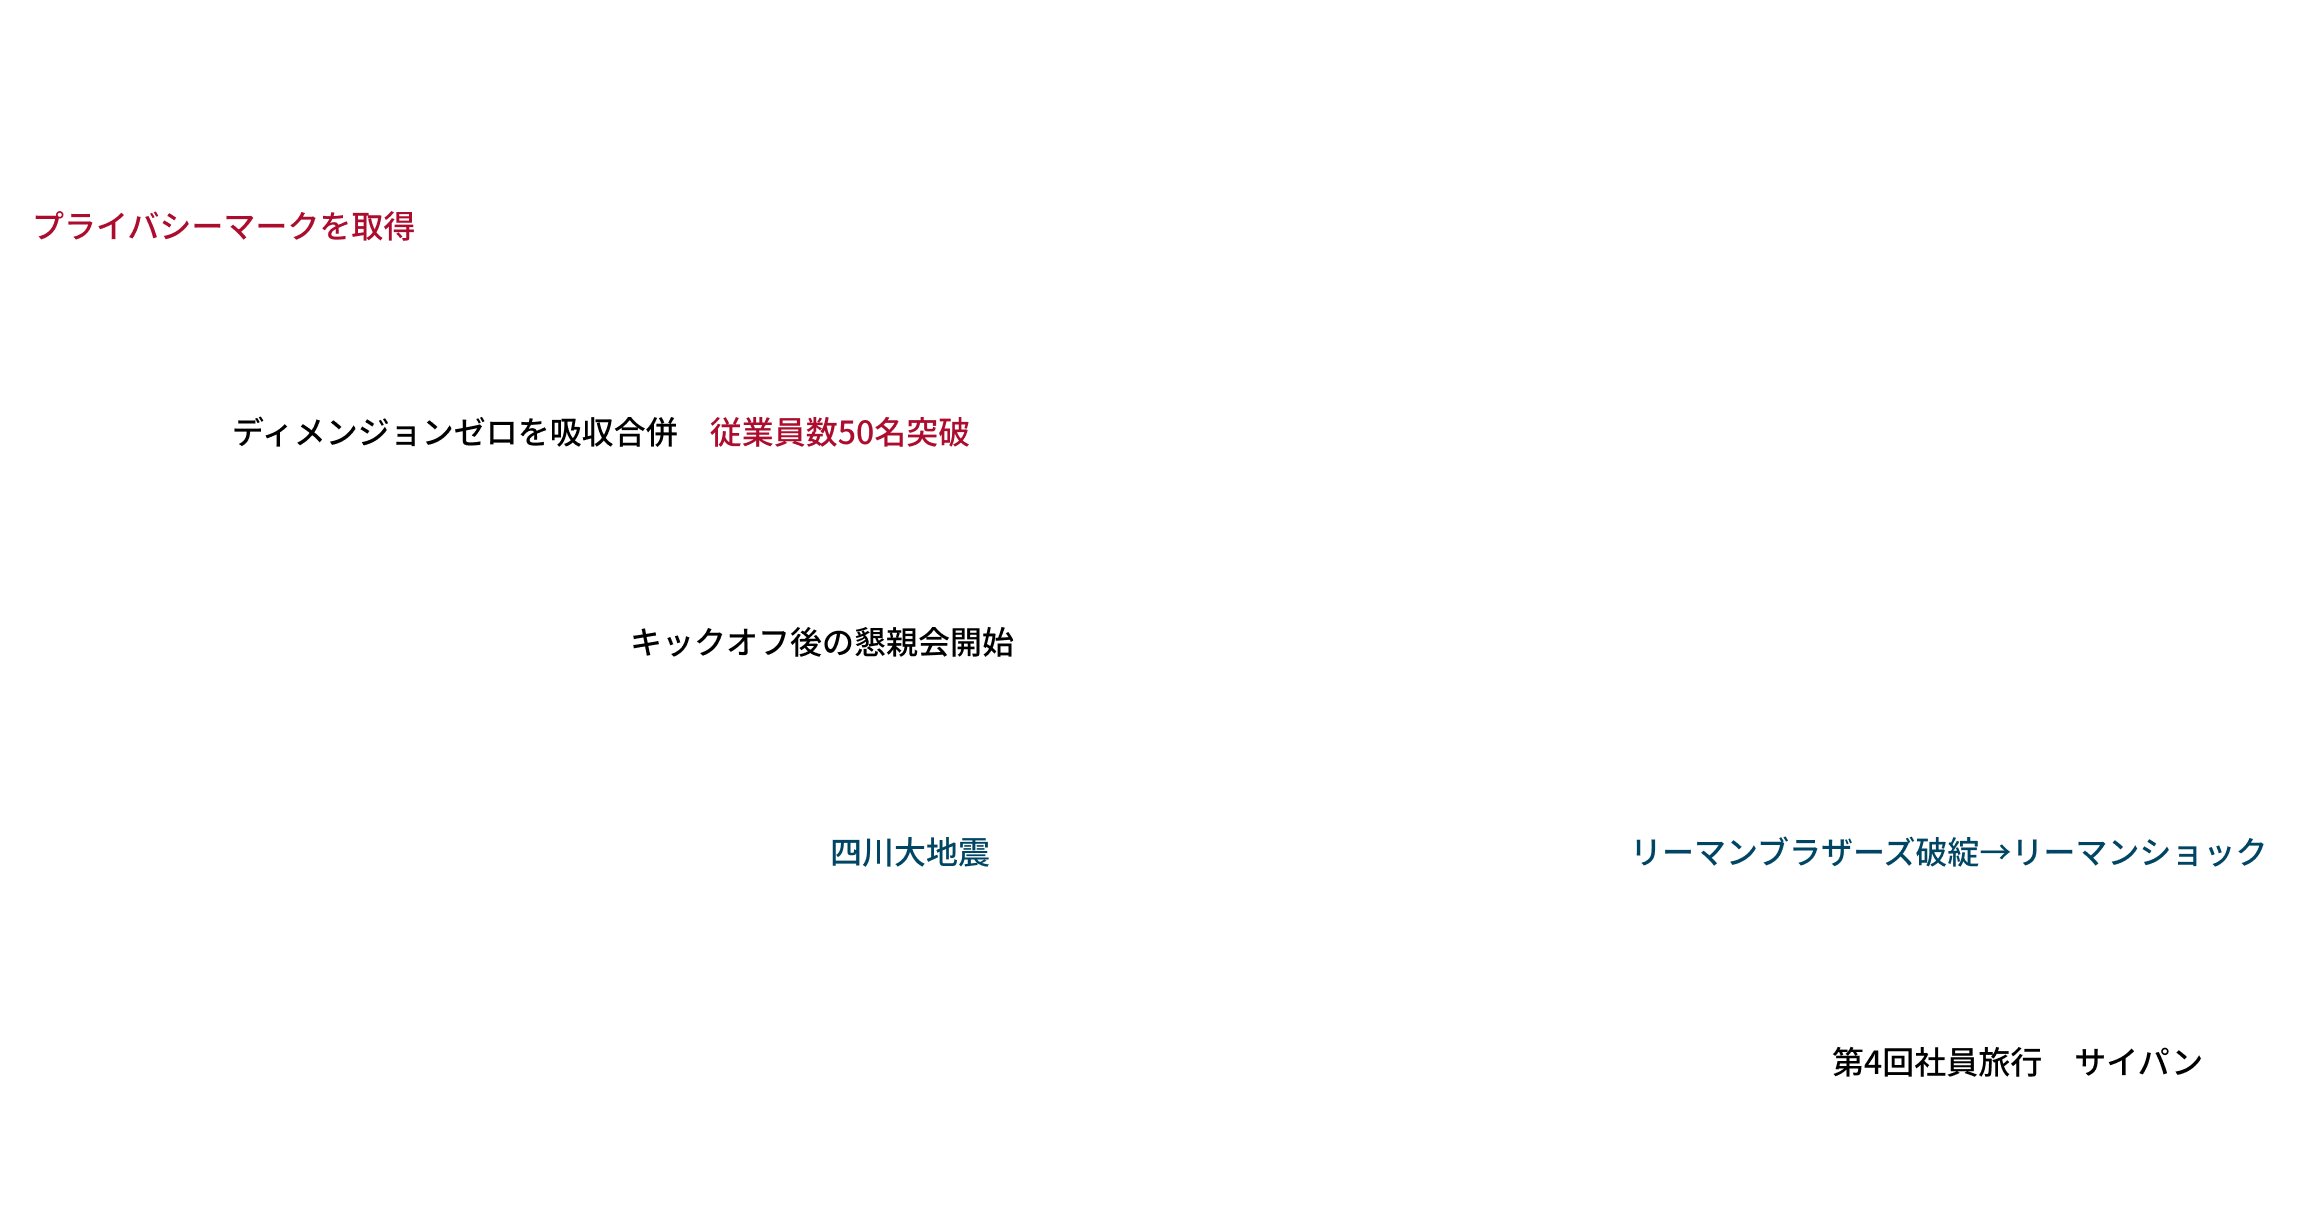 プライバシーマークを取得
ディメンジョンゼロを吸収合併　従業員数50名突破
キックオフ後の懇親会開始
四川大地震
リーマンブラザーズ破綻→リーマンショック
第4回社員旅行　サイパン